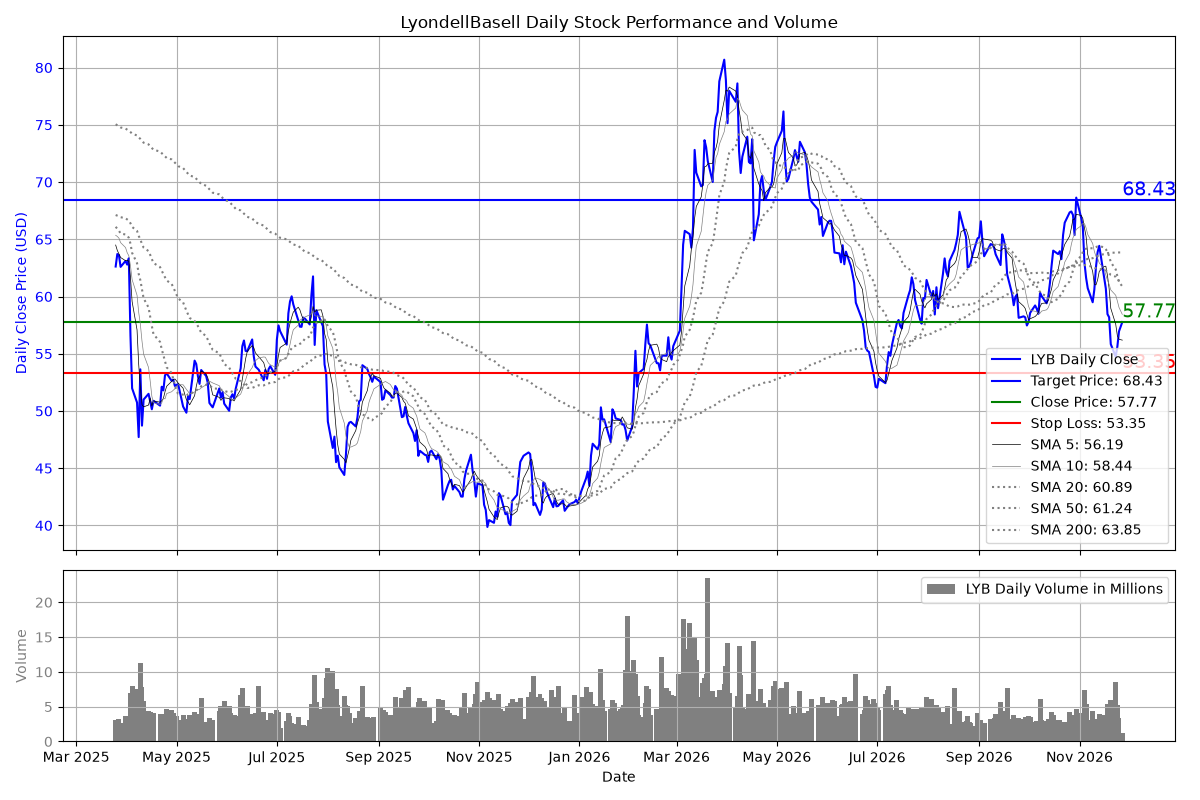 LyondellBasell Daily Stock Performance and Volume
Daily Close Price (USD)
80
75
70
65
60
55
50
45
40
68.43
57.77
53.35
LYB Daily Close
Target Price: 68.43
Close Price: 57.77
Stop Loss: 53.35
SMA 5: 56.19
SMA 10: 58.44
SMA 20: 60.89
SMA 50: 61.24
SMA 200: 63.85
Volume
20
15
10
5
0
LYB Daily Volume in Millions
Mar 2025 May 2025 Jul 2025 Sep 2025 Nov 2025 Jan 2026 Mar 2026 May 2026 Jul 2026 Sep 2026 Nov 2026
Date